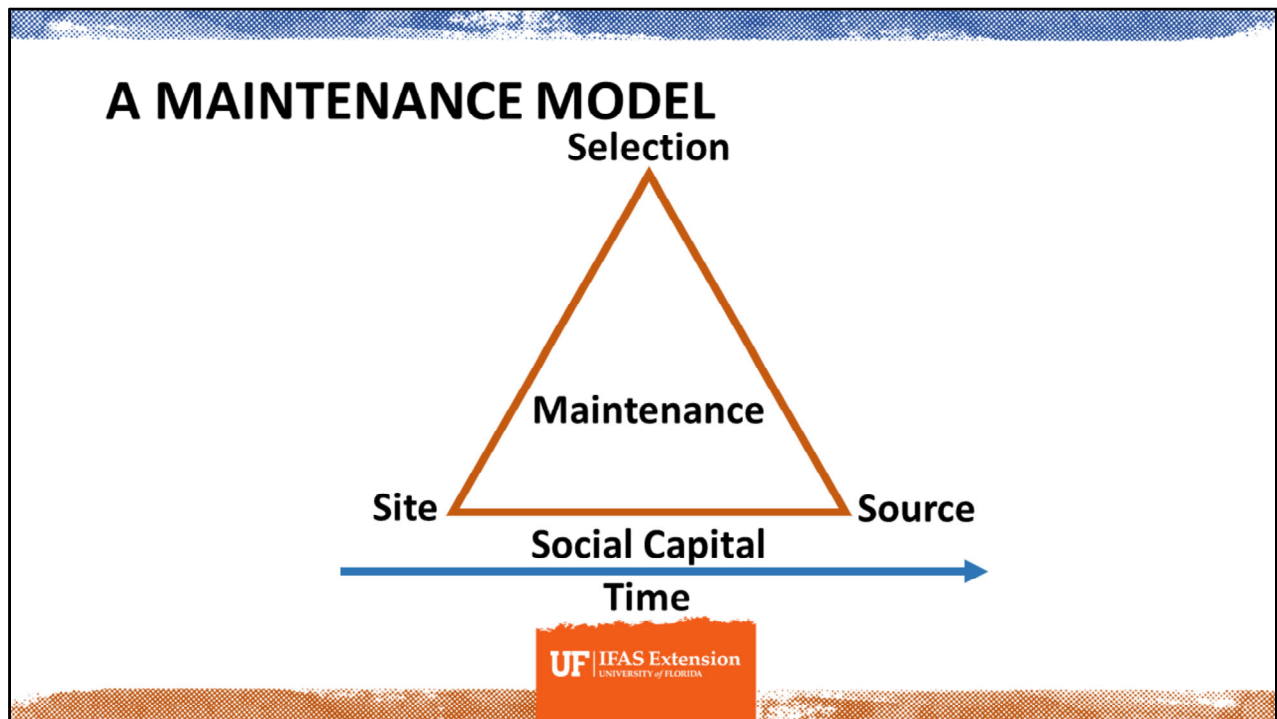 A MAINTENANCE MODEL
Selection
Maintenance
Site
Source
Social Capital
Time
UF IFAS Extension
UNIVERSITY of FLORIDA